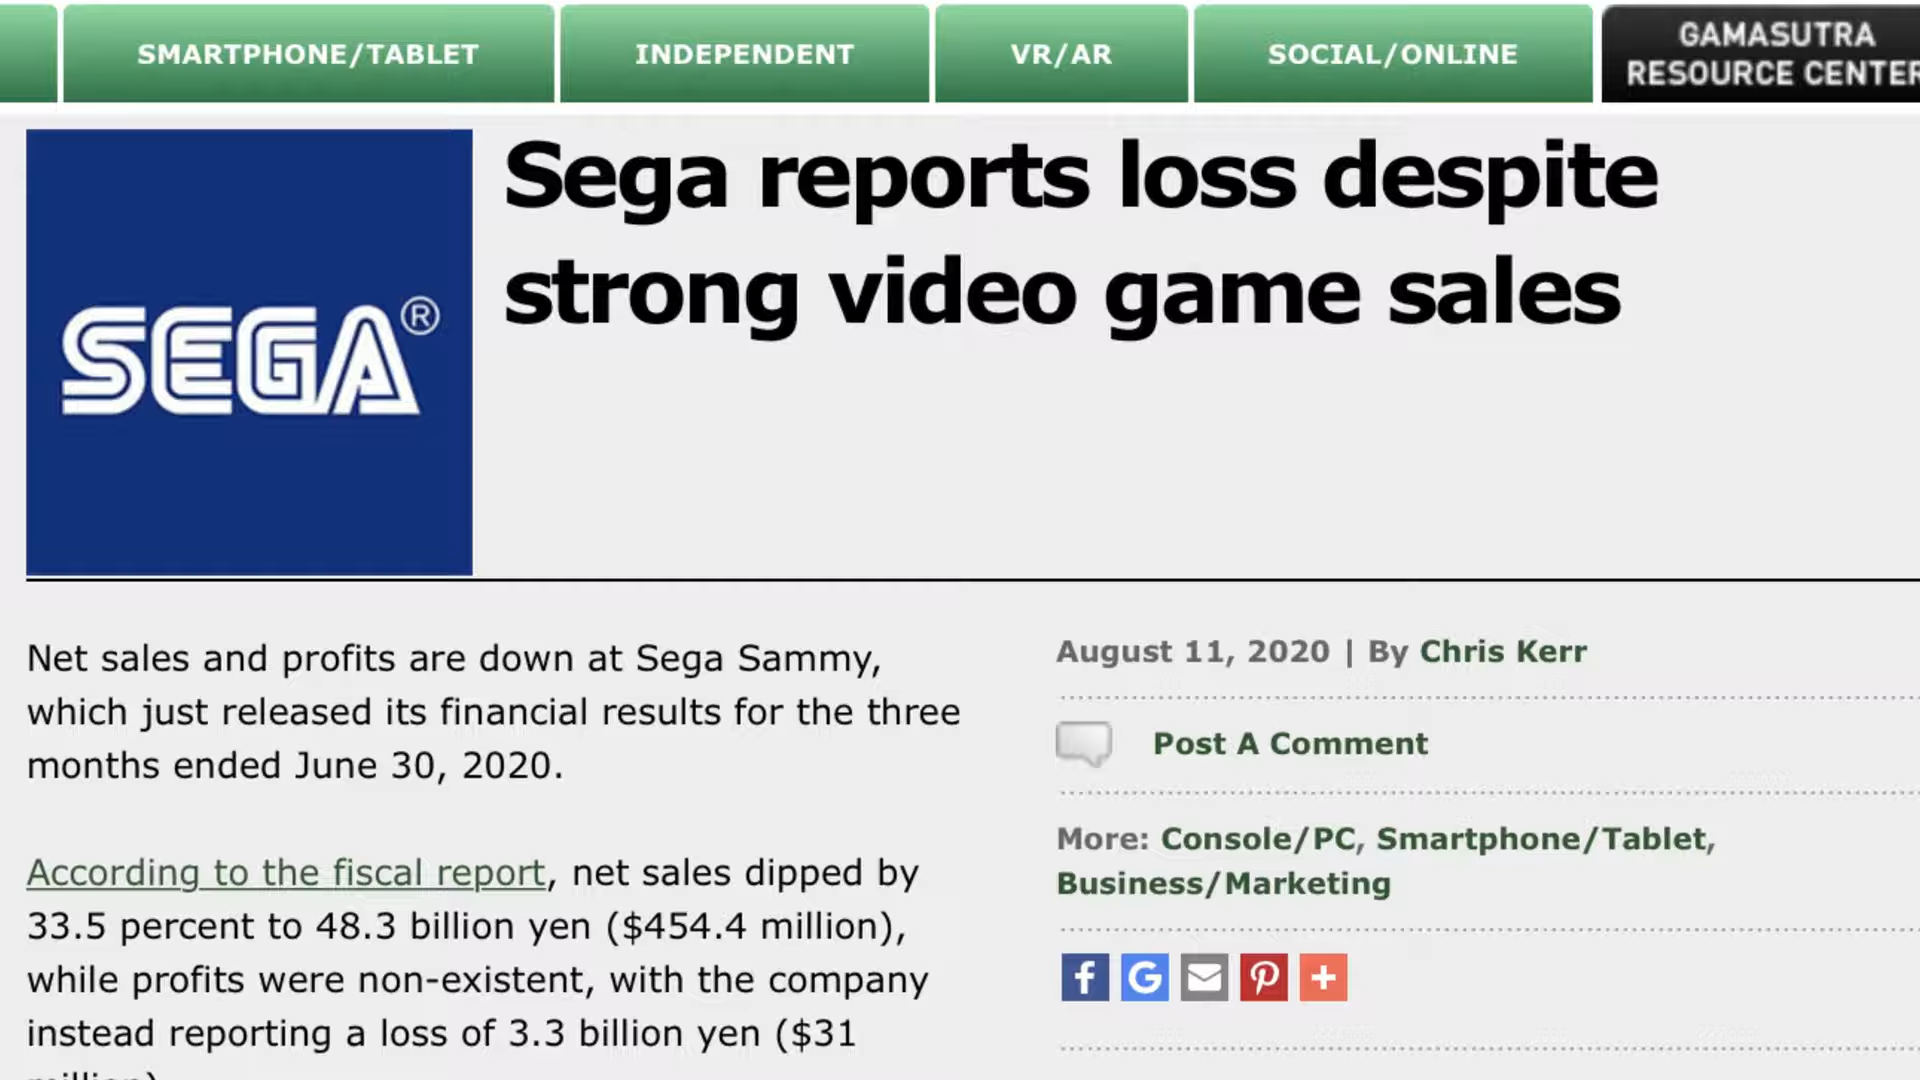 SMARTPHONE/TABLET
INDEPENDENT
VR/AR
SOCIAL/ONLINE
GAMASUTRA
RESOURCE CENTER
SEGA®
Sega reports loss despite
strong video game sales
Net sales and profits are down at Sega Sammy,
which just released its financial results for the three
months ended June 30, 2020.
According to the fiscal report, net sales dipped by
33.5 percent to 48.3 billion yen ($454.4 million),
while profits were non-existent, with the company
instead reporting a loss of 3.3 billion yen ($31
million)
August 11, 2020 | By Chris Kerr
Post A Comment
More: Console/PC, Smartphone/Tablet,
Business/Marketing